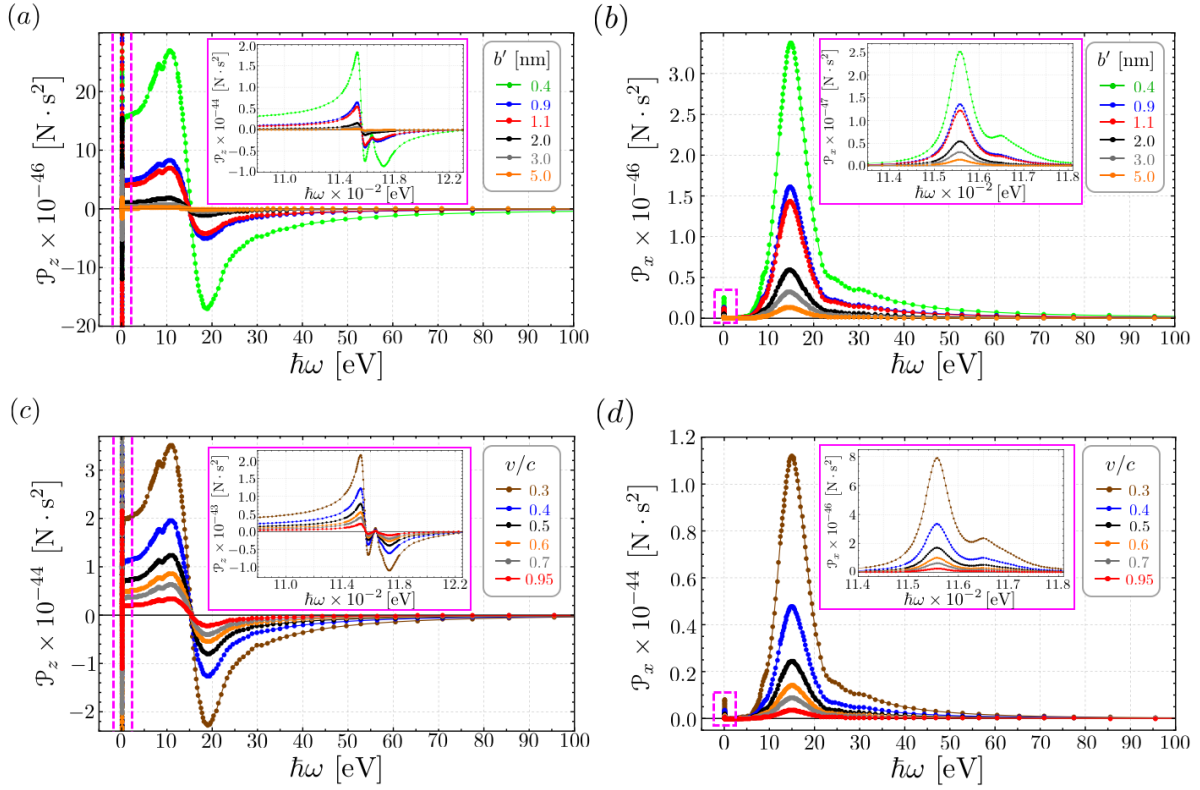 (a)
𝒫z × 10⁻⁴⁶ [N · s²]
20
10
0
−10
−20
0 10 20 30 40 50 60 70 80 90 100
ħω [eV]
𝒫z × 10⁻⁴⁴ [N · s²]
2.0
1.5
1.0
0.5
0.0
−0.5
−1.0
11.0 11.4 11.8 12.2
ħω × 10⁻² [eV]
b′ [nm]
0.4
0.9
1.1
2.0
3.0
5.0
(b)
𝒫x × 10⁻⁴⁶ [N · s²]
3.0
2.5
2.0
1.5
1.0
0.5
0.0
0 10 20 30 40 50 60 70 80 90 100
ħω [eV]
𝒫x × 10⁻⁴⁷ [N · s²]
2.5
2.0
1.5
1.0
0.5
0.0
11.4 11.5 11.6 11.7 11.8
ħω × 10⁻² [eV]
b′ [nm]
0.4
0.9
1.1
2.0
3.0
5.0
(c)
𝒫z × 10⁻⁴⁴ [N · s²]
3
2
1
0
−1
−2
0 10 20 30 40 50 60 70 80 90 100
ħω [eV]
𝒫z × 10⁻⁴³ [N · s²]
2.0
1.5
1.0
0.5
0.0
−0.5
−1.0
11.0 11.4 11.8 12.2
ħω × 10⁻² [eV]
v/c
0.3
0.4
0.5
0.6
0.7
0.95
(d)
𝒫x × 10⁻⁴⁴ [N · s²]
1.2
1.0
0.8
0.6
0.4
0.2
0.0
0 10 20 30 40 50 60 70 80 90 100
ħω [eV]
𝒫x × 10⁻⁴⁶ [N · s²]
8
6
4
2
0
11.4 11.5 11.6 11.7 11.8
ħω × 10⁻² [eV]
v/c
0.3
0.4
0.5
0.6
0.7
0.95